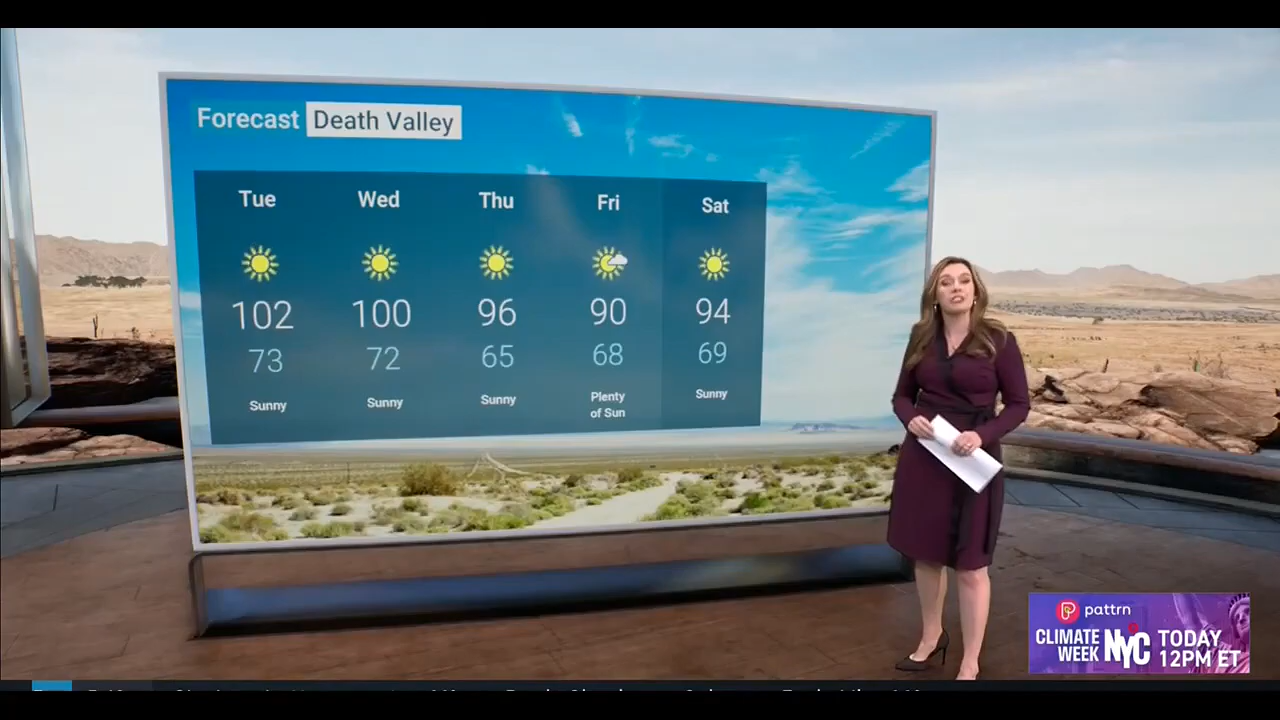 Forecast Death Valley
Tue Wed Thu Fri Sat
102 100 96 90 94
73 72 65 68 69
Sunny Sunny Sunny Plenty of Sun Sunny
pattrn
CLIMATE WEEK NYC TODAY 12PM ET